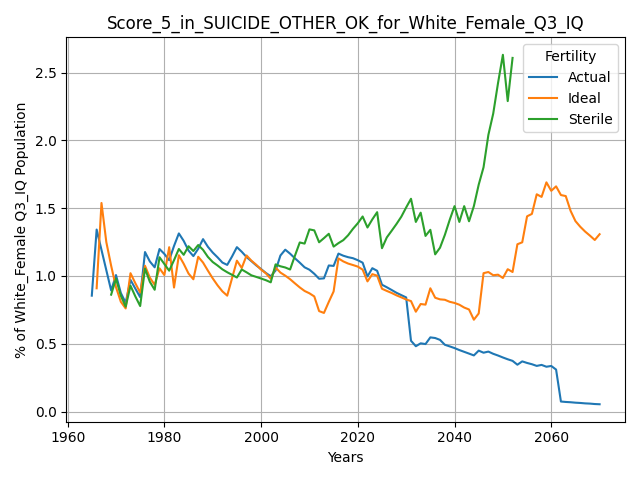 Score_5_in_SUICIDE_OTHER_OK_for_White_Female_Q3_IQ
% of White_Female Q3_IQ Population
2.5
2.0
1.5
1.0
0.5
0.0
Fertility
Actual
Ideal
Sterile
1960
1980
2000
2020
2040
2060
Years